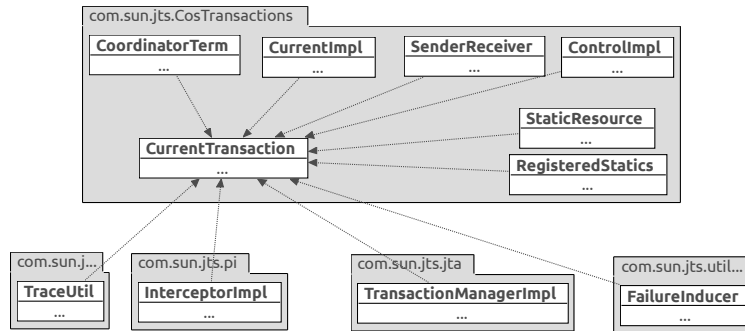 com.sun.jts.CosTransactions
CoordinatorTerm
...
CurrentImpl
...
SenderReceiver
...
ControlImpl
...
StaticResource
...
CurrentTransaction
...
RegisteredStatics
...
com.sun.j...
TraceUtil
...
com.sun.jts.pi
InterceptorImpl
...
com.sun.jts.jta
TransactionManagerImpl
...
com.sun.jts.util...
FailureInducer
...